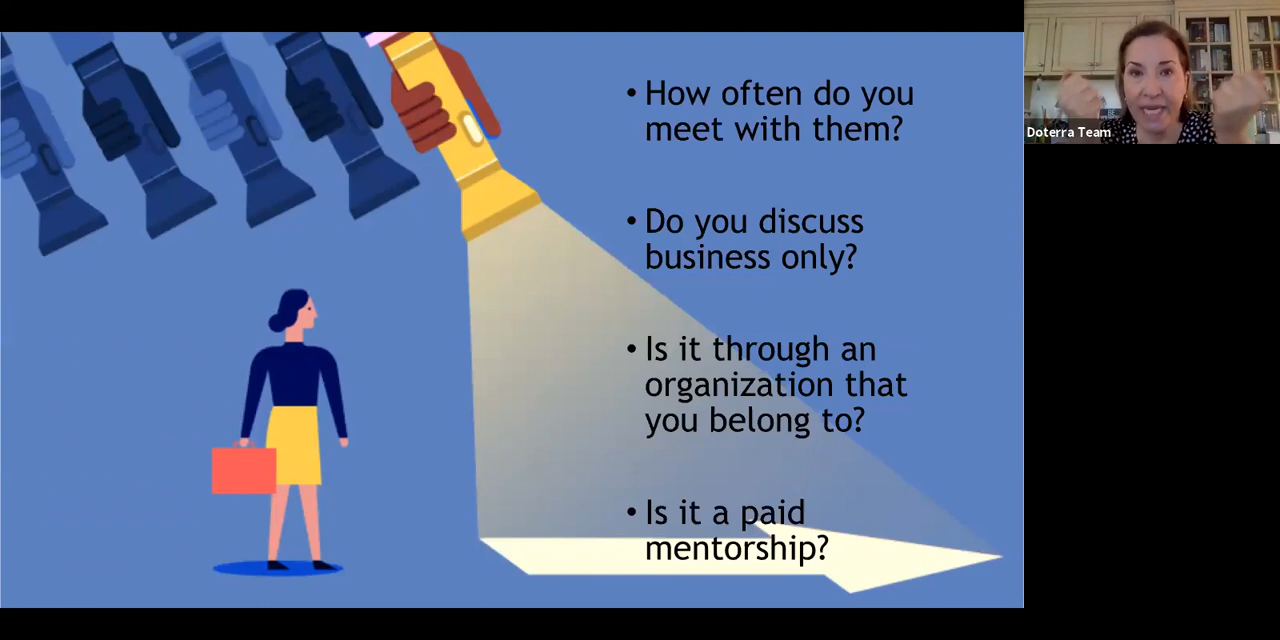 • How often do you
meet with them?
• Do you discuss
business only?
• Is it through an
organization that
you belong to?
• Is it a paid
mentorship?
Doterra Team